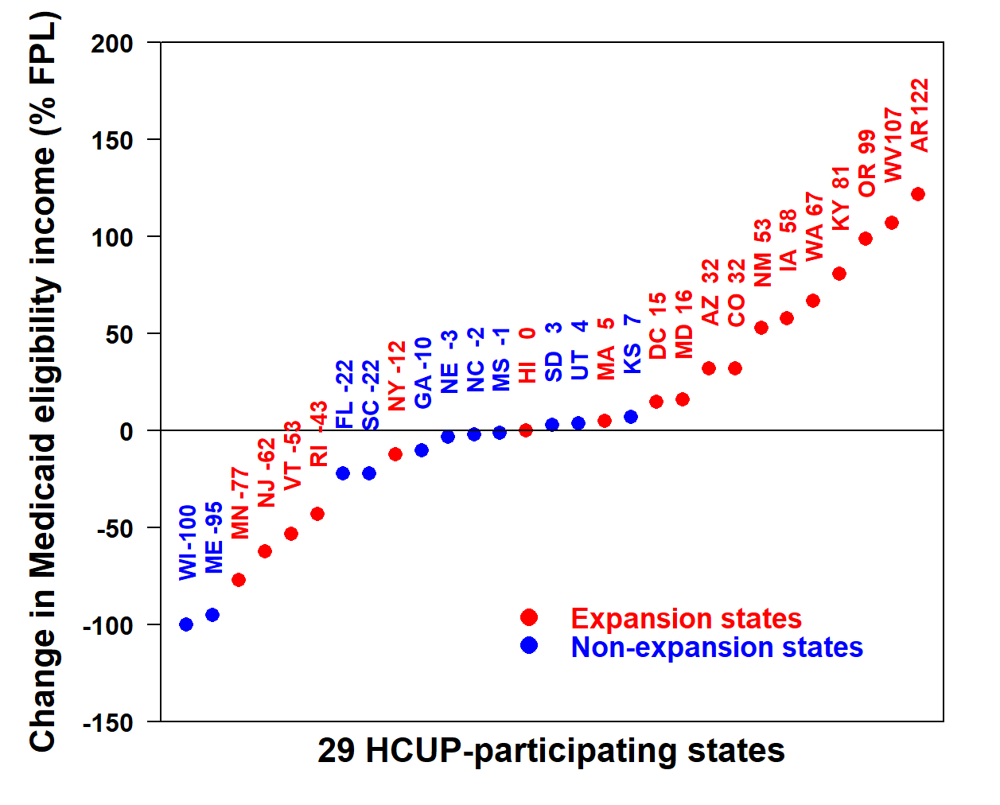 Change in Medicaid eligibility income (% FPL)
200
150
100
50
0
-50
-100
-150
WI -100
ME -95
MN -77
NJ -62
VT -53
RI -43
FL -22
SC -22
NY -12
GA -10
NE -3
NC -2
MS -1
HI 0
SD 3
UT 4
MA 5
KS 7
DC 15
MD 16
AZ 32
CO 32
NM 53
IA 58
WA 67
KY 81
OR 99
WV 107
AR 122
Expansion states
Non-expansion states
29 HCUP-participating states